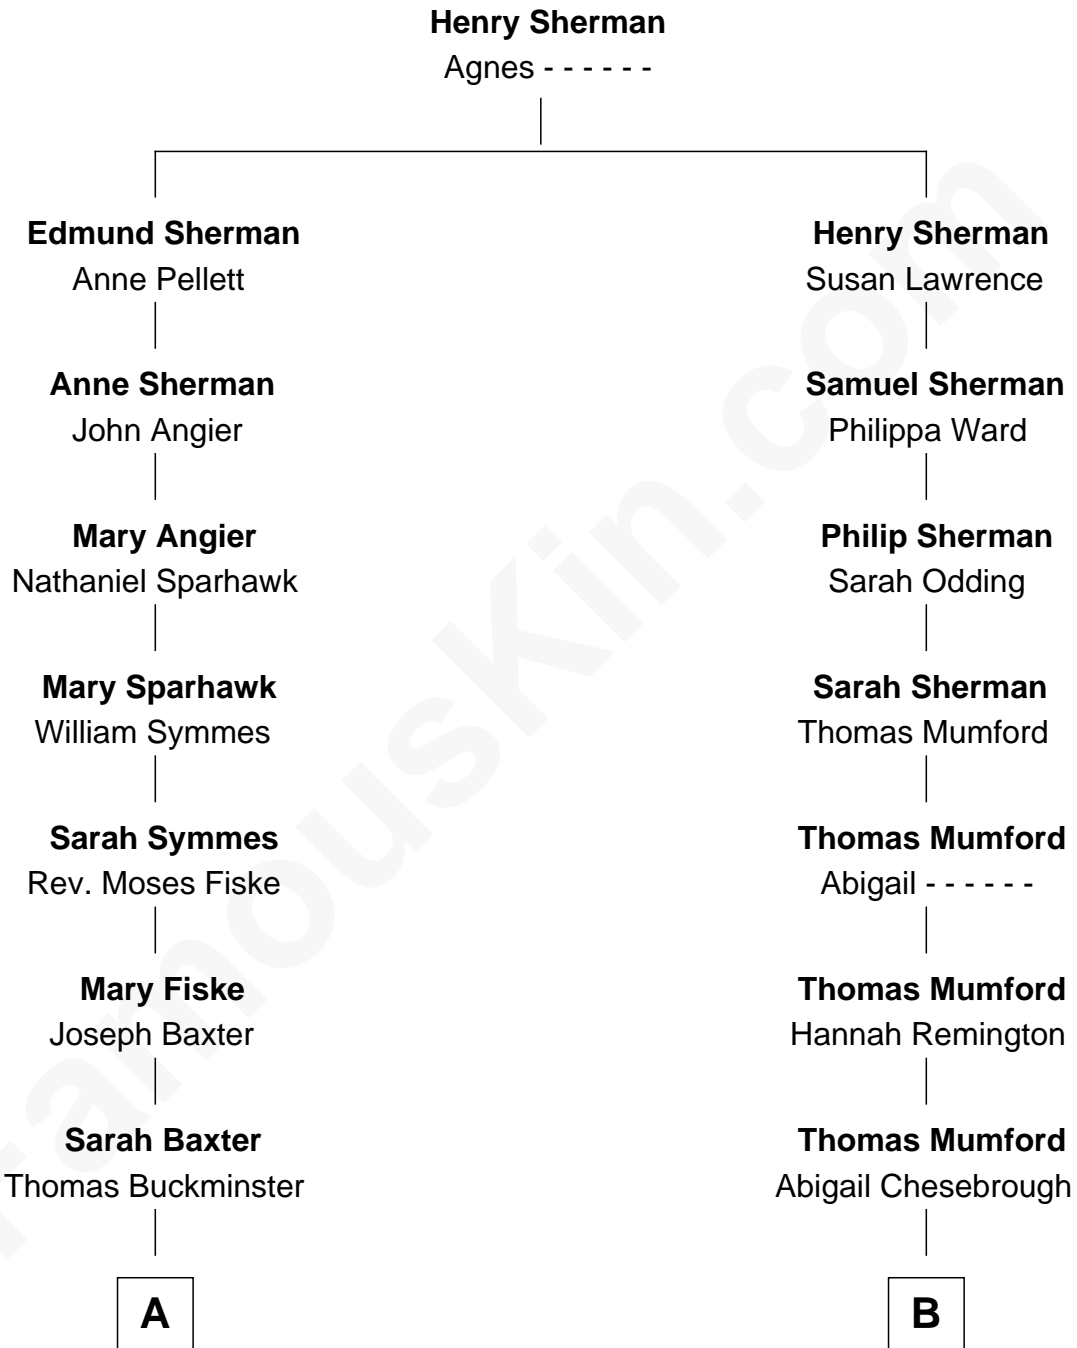 Henry Sherman
Agnes - - - - - -
Edmund Sherman
Anne Pellett
Henry Sherman
Susan Lawrence
Anne Sherman
John Angier
Samuel Sherman
Philippa Ward
Mary Angier
Nathaniel Sparhawk
Philip Sherman
Sarah Odding
Mary Sparhawk
William Symmes
Sarah Sherman
Thomas Mumford
Sarah Symmes
Rev. Moses Fiske
Thomas Mumford
Abigail - - - - - -
Mary Fiske
Joseph Baxter
Thomas Mumford
Hannah Remington
Sarah Baxter
Thomas Buckminster
Thomas Mumford
Abigail Chesebrough
A
B
famouskin.com